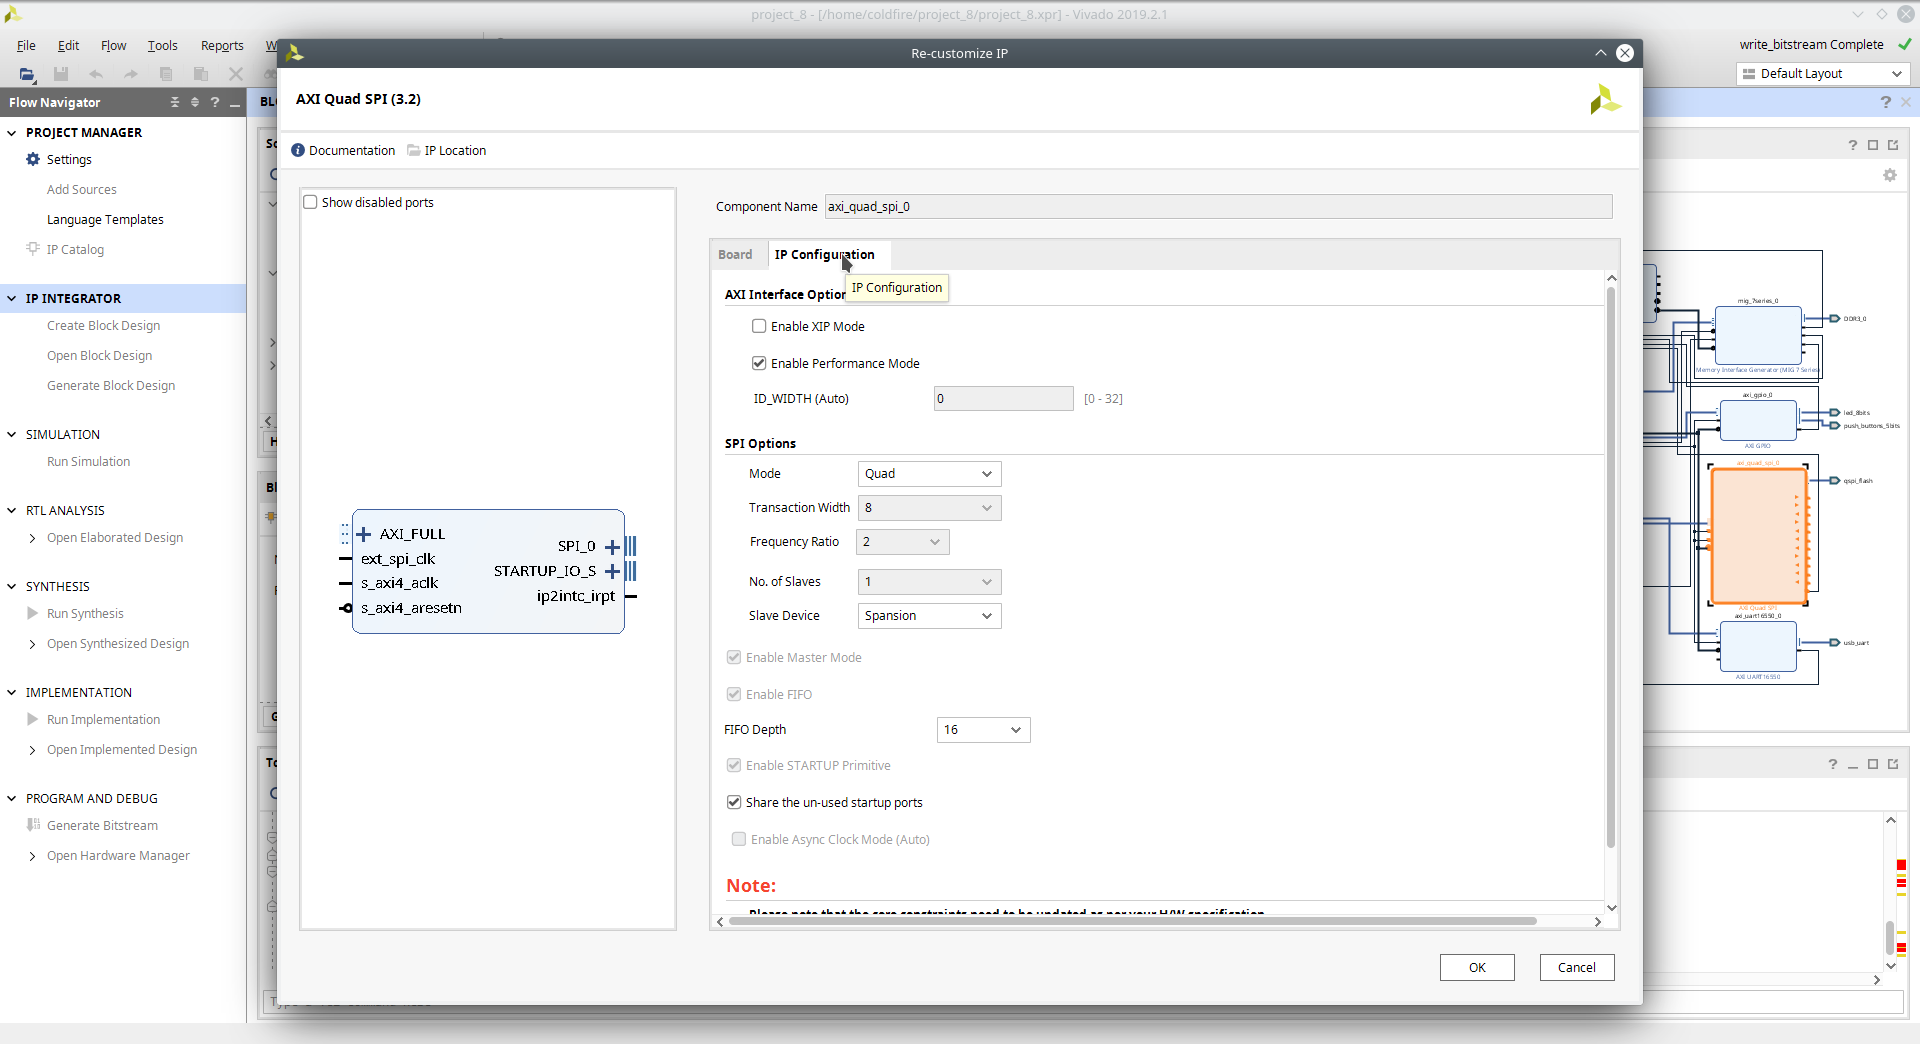 project_8 - [/home/coldfire/project_8/project_8.xpr] - Vivado 2019.2.1
File Edit Flow Tools Reports W
Re-customize IP
write_bitstream Complete
Default Layout
Flow Navigator
? _
AXI Quad SPI (3.2)
Documentation IP Location
PROJECT MANAGER
Settings
Add Sources
Language Templates
IP Catalog
IP INTEGRATOR
Create Block Design
Open Block Design
Generate Block Design
SIMULATION
Run Simulation
RTL ANALYSIS
Open Elaborated Design
SYNTHESIS
Run Synthesis
Open Synthesized Design
IMPLEMENTATION
Run Implementation
Open Implemented Design
PROGRAM AND DEBUG
Generate Bitstream
Open Hardware Manager
Show disabled ports
AXI_FULL
ext_spi_clk
s_axi4_aclk
s_axi4_aresetn
SPI_0
STARTUP_IO_S
ip2intc_irpt
Component Name axi_quad_spi_0
Board IP Configuration
IP Configuration
AXI Interface Option
Enable XIP Mode
Enable Performance Mode
ID_WIDTH (Auto) 0 [0 - 32]
SPI Options
Mode Quad
Transaction Width 8
Frequency Ratio 2
No. of Slaves 1
Slave Device Spansion
Enable Master Mode
Enable FIFO
FIFO Depth 16
Enable STARTUP Primitive
Share the un-used startup ports
Enable Async Clock Mode (Auto)
Note:
Please note that the core constraints need to be updated as per your H/W specification
OK Cancel
mig_7series_0
DDR3_0
Memory Interface Generator (MIG 7 Series)
axi_gpio_0
led_8bits
push_buttons_5bits
AXI GPIO
axi_quad_spi_0
qspi_flash
AXI Quad SPI
axi_uart16550_0
usb_uart
AXI UART16550